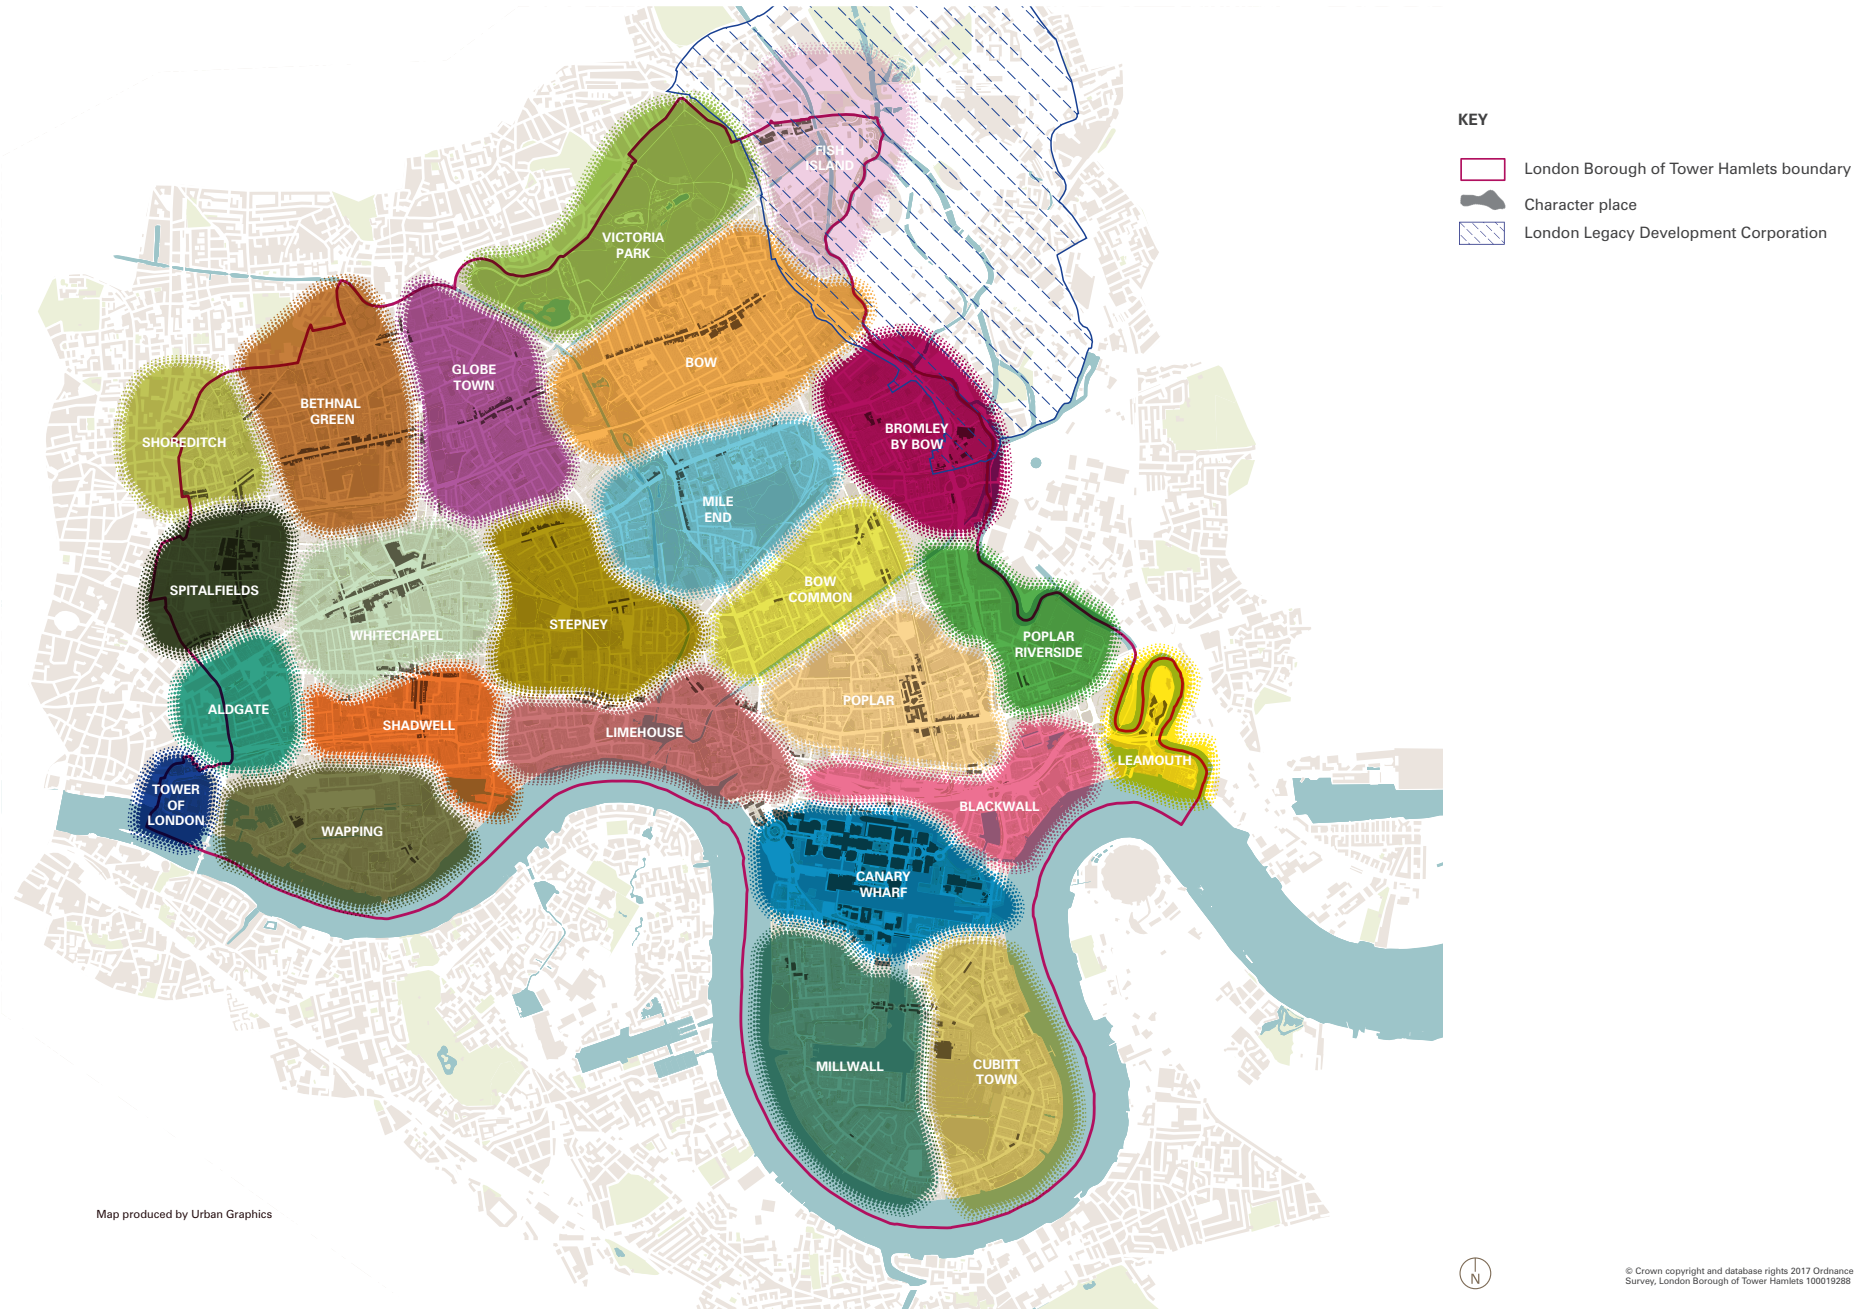 KEY
London Borough of Tower Hamlets boundary
Character place
London Legacy Development Corporation
FISH
ISLAND
VICTORIA
PARK
BOW
GLOBE
TOWN
BETHNAL
GREEN
SHOREDITCH
BROMLEY
BY BOW
MILE
END
SPITALFIELDS
BOW
COMMON
WHITECHAPEL
STEPNEY
POPLAR
RIVERSIDE
ALDGATE
SHADWELL
LIMEHOUSE
POPLAR
LEAMOUTH
TOWER
OF
LONDON
WAPPING
BLACKWALL
CANARY
WHARF
MILLWALL
CUBITT
TOWN
Map produced by Urban Graphics
N
© Crown copyright and database rights 2017 Ordnance
Survey, London Borough of Tower Hamlets 100019288